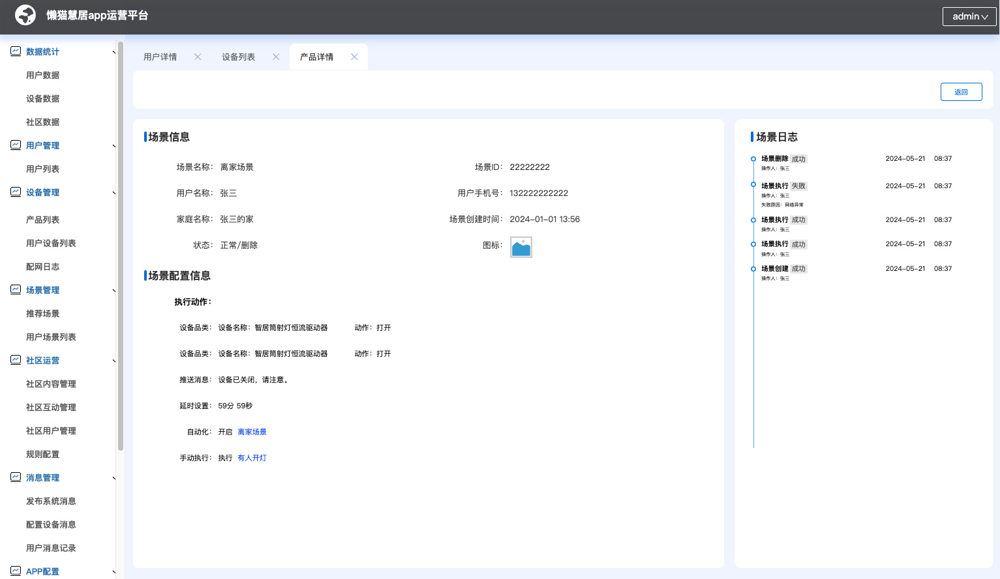 懒猫慧居app运营平台
admin
数据统计
用户数据
设备数据
社区数据
用户管理
用户列表
设备管理
产品列表
用户设备列表
配网日志
场景管理
推荐场景
用户场景列表
社区运营
社区内容管理
社区互动管理
社区用户管理
规则配置
消息管理
发布系统消息
配置设备消息
用户消息记录
APP配置
用户详情 设备列表 产品详情
返回
场景信息
场景名称： 离家场景 场景ID： 22222222
用户名称： 张三 用户手机号： 132222222222
家庭名称： 张三的家 场景创建时间： 2024-01-01 13:56
状态： 正常/删除 图标：
场景配置信息
执行动作：
设备品类： 设备名称：智居筒射灯恒流驱动器 动作：打开
设备品类： 设备名称：智居筒射灯恒流驱动器 动作：打开
推送消息： 设备已关闭，请注意。
延时设置： 59分 59秒
自动化： 开启 离家场景
手动执行： 执行 有人开灯
场景日志
场景删除 成功 2024-05-21 08:37
操作人：张三
场景执行 失败 2024-05-21 08:37
操作人：张三
失败原因：网络异常
场景执行 成功 2024-05-21 08:37
操作人：张三
场景执行 成功 2024-05-21 08:37
操作人：张三
场景创建 成功 2024-05-21 08:37
操作人：张三